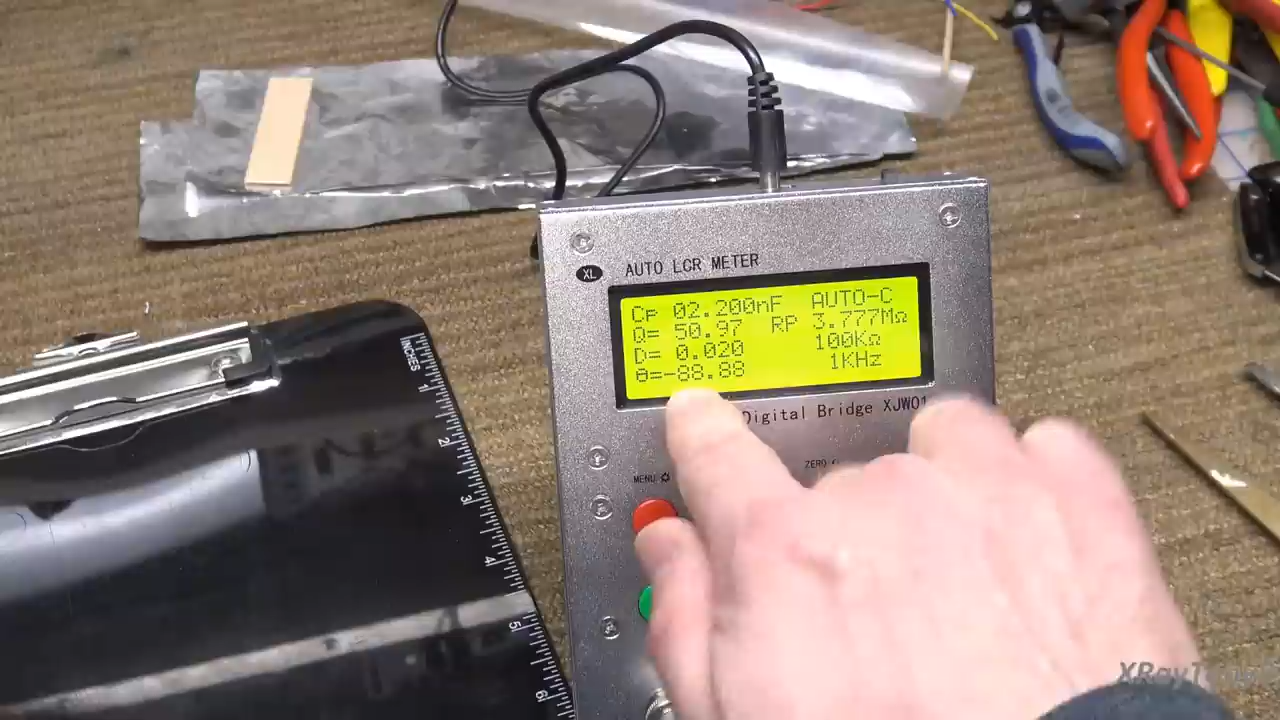 XL AUTO LCR METER
Cp 02.200nF AUTO-C
Q= 50.97 RP 3.777MΩ
D= 0.020 100KΩ
θ=-88.88 1KHz
Digital Bridge XJW01
MENU
ZERO
INCHES
1
2
3
4
5
6